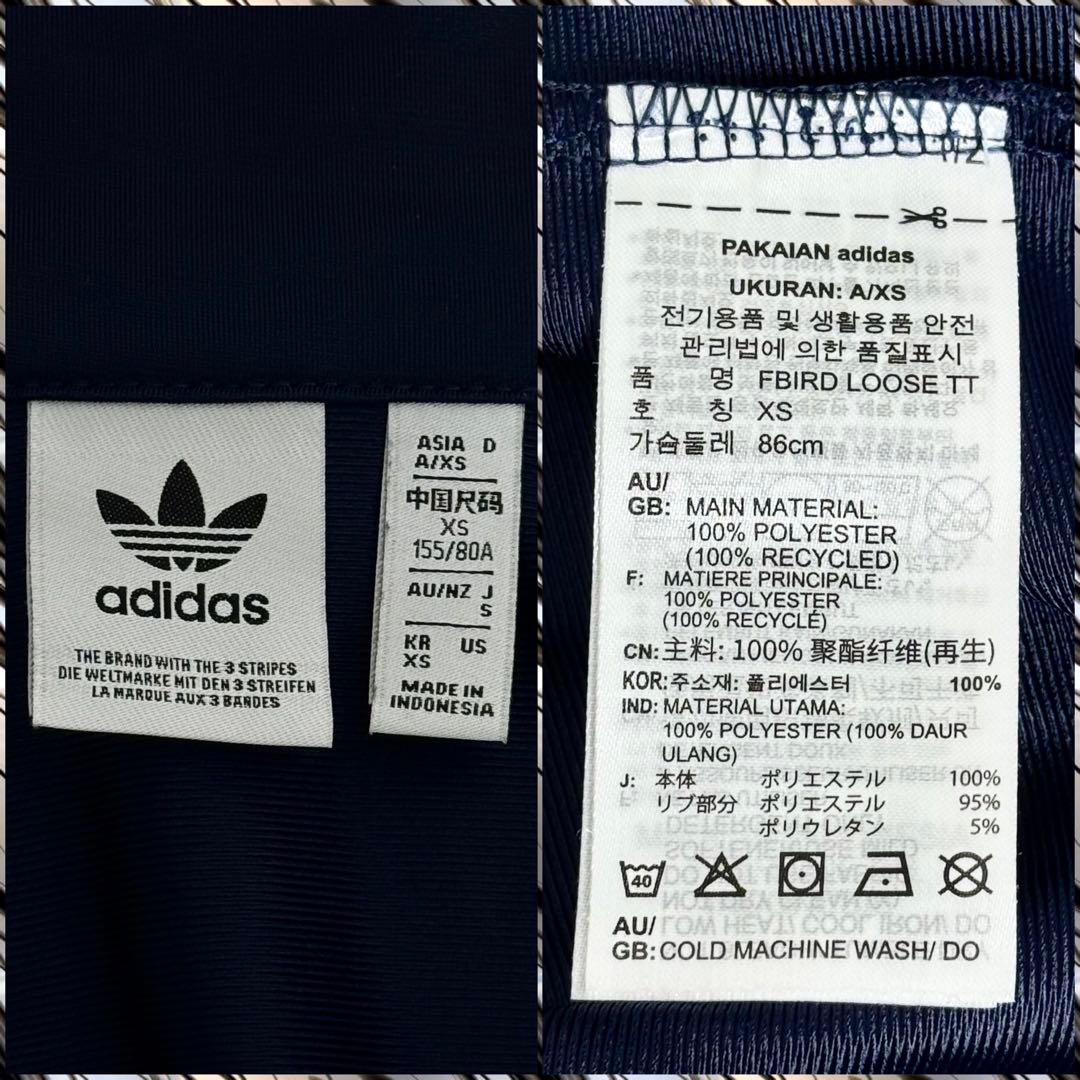 adidas
THE BRAND WITH THE 3 STRIPES
DIE WELTMARKE MIT DEN 3 STREIFEN
LA MARQUE AUX 3 BANDES
ASIA D
A/XS
中国尺码
XS
155/80A
AU/NZ J
S
KR US
XS
MADE IN
INDONESIA
PAKAIAN adidas
UKURAN: A/XS
전기용품 및 생활용품 안전
관리법에 의한 품질표시
품 명 FBIRD LOOSE TT
호 칭 XS
가슴둘레 86cm
AU/
GB: MAIN MATERIAL:
100% POLYESTER
(100% RECYCLED)
F: MATIERE PRINCIPALE:
100% POLYESTER
(100% RECYCLÉ)
CN: 主料: 100% 聚酯纤维(再生)
KOR: 주소재: 폴리에스터 100%
IND: MATERIAL UTAMA:
100% POLYESTER (100% DAUR
ULANG)
J: 本体 ポリエステル 100%
リブ部分 ポリエステル 95%
ポリウレタン 5%
40
AU/
GB: COLD MACHINE WASH/ DO